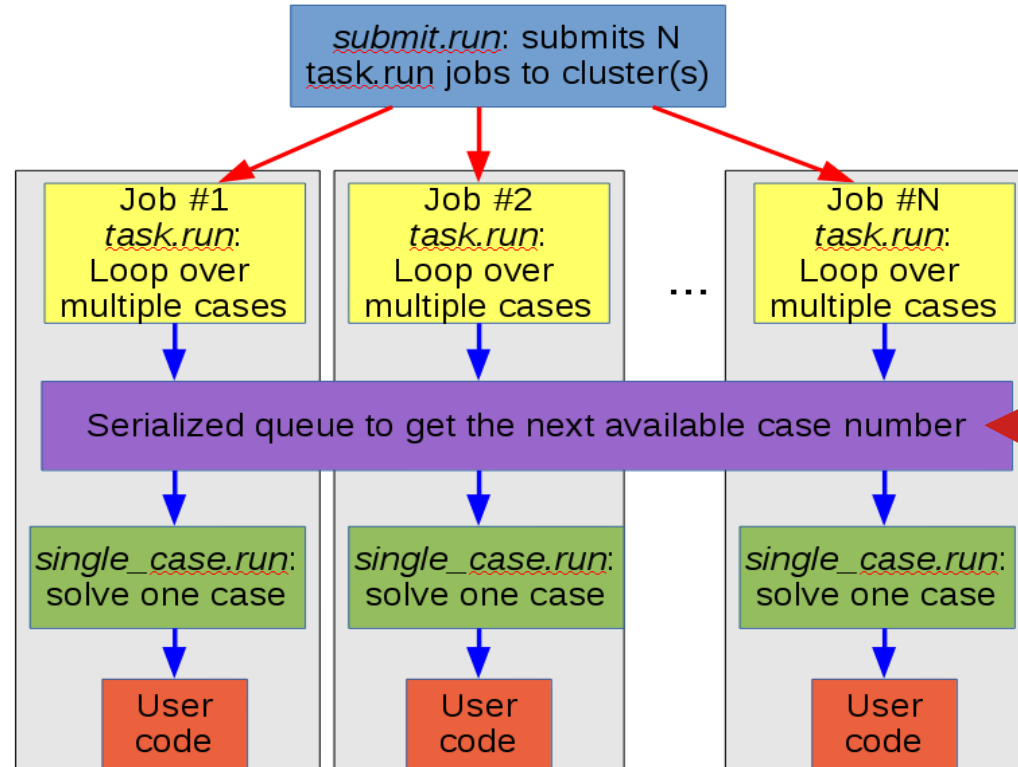 submit.run: submits N
task.run jobs to cluster(s)
Job #1
task.run:
Loop over
multiple cases
Job #2
task.run:
Loop over
multiple cases
...
Job #N
task.run:
Loop over
multiple cases
Serialized queue to get the next available case number
single_case.run:
solve one case
single_case.run:
solve one case
single_case.run:
solve one case
User
code
User
code
User
code